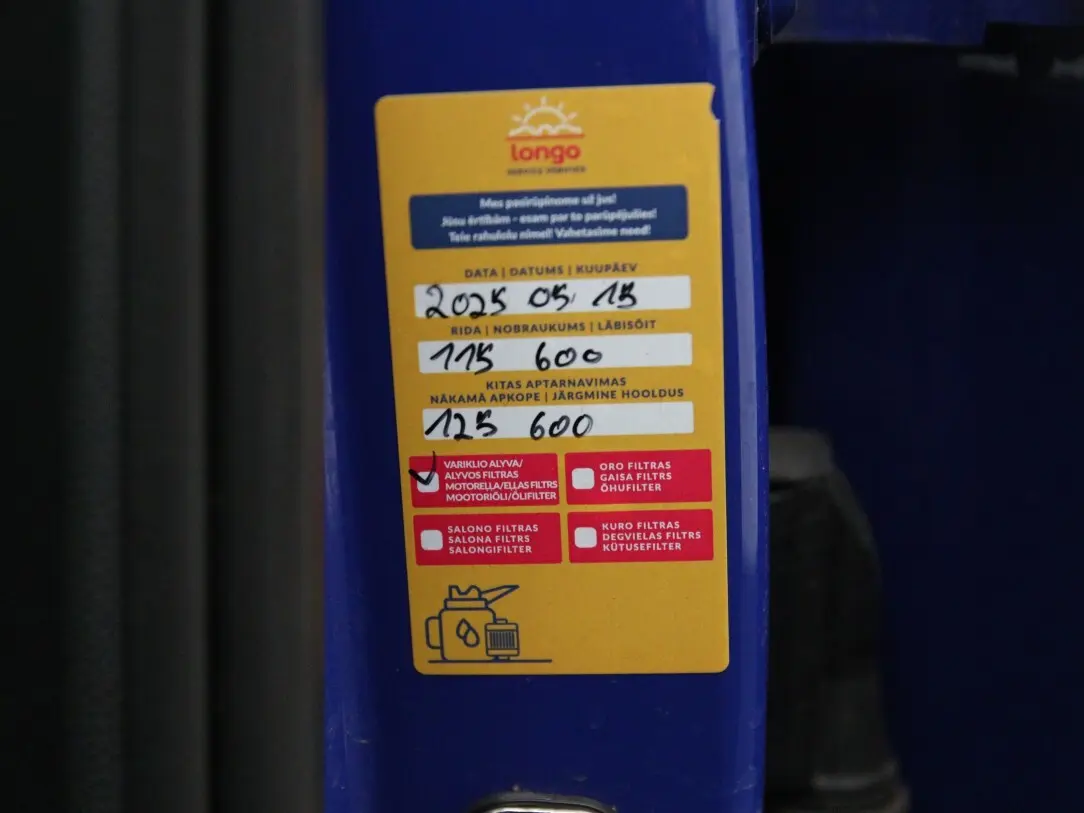 longo
Mes pasirūpinome už jus!
Jūsu ērtībām - esam par to parūpējušies!
Teie rahulolu nimel! Vahetasime need!
DATA | DATUMS | KUUPÄEV
2025 05 15
RIDA | NOBRAUKUMS | LÄBISÕIT
115 600
KITAS APTARNAVIMAS
NĀKAMĀ APKOPE | JÄRGMINE HOOLDUS
125 600
VARIKLIO ALYVA/
ALYVOS FILTRAS
MOTOREĻĻA/EĻĻAS FILTRS
MOOTORIÕLI/ÕLIFILTER
ORO FILTRAS
GAISA FILTRS
ÕHUFILTER
SALONO FILTRAS
SALONA FILTRS
SALONGIFILTER
KURO FILTRAS
DEGVIELAS FILTRS
KÜTUSEFILTER